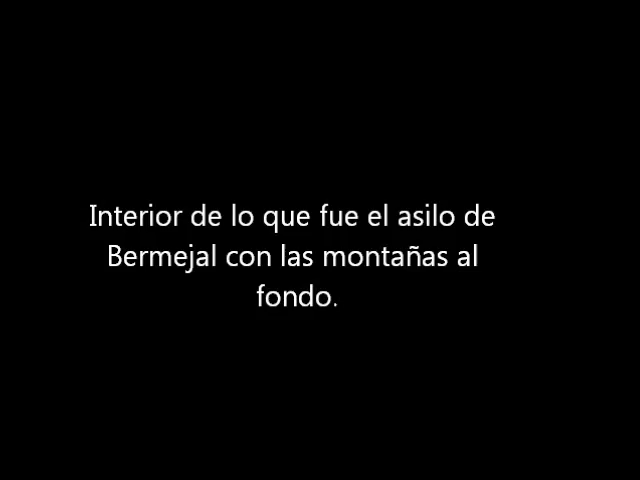 Interior de lo que fue el asilo de
Bermejal con las montañas al
fondo.